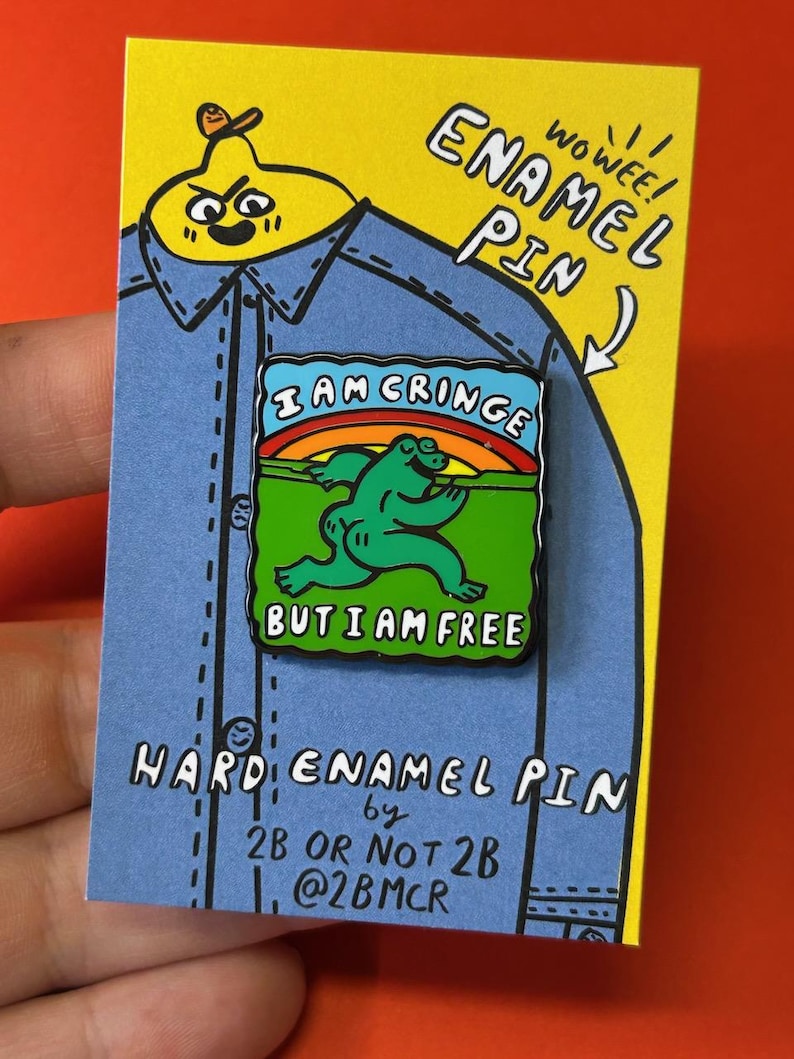 WOWEE!
ENAMEL
PIN
I AM CRINGE
BUT I AM FREE
HARD ENAMEL PIN
by
2B OR NOT 2B
@2BMCR